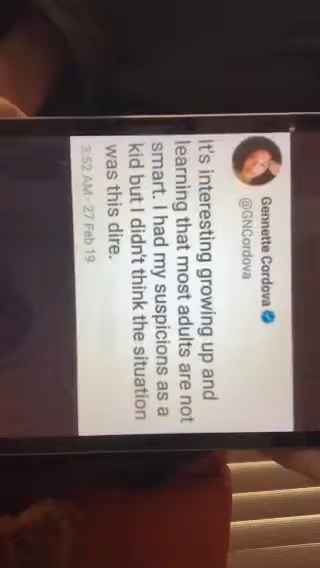 Gennette Cordova
@GNCordova
It's interesting growing up and
learning that most adults are not
smart. I had my suspicions as a
kid but I didn't think the situation
was this dire.
3:52 AM - 27 Feb 19